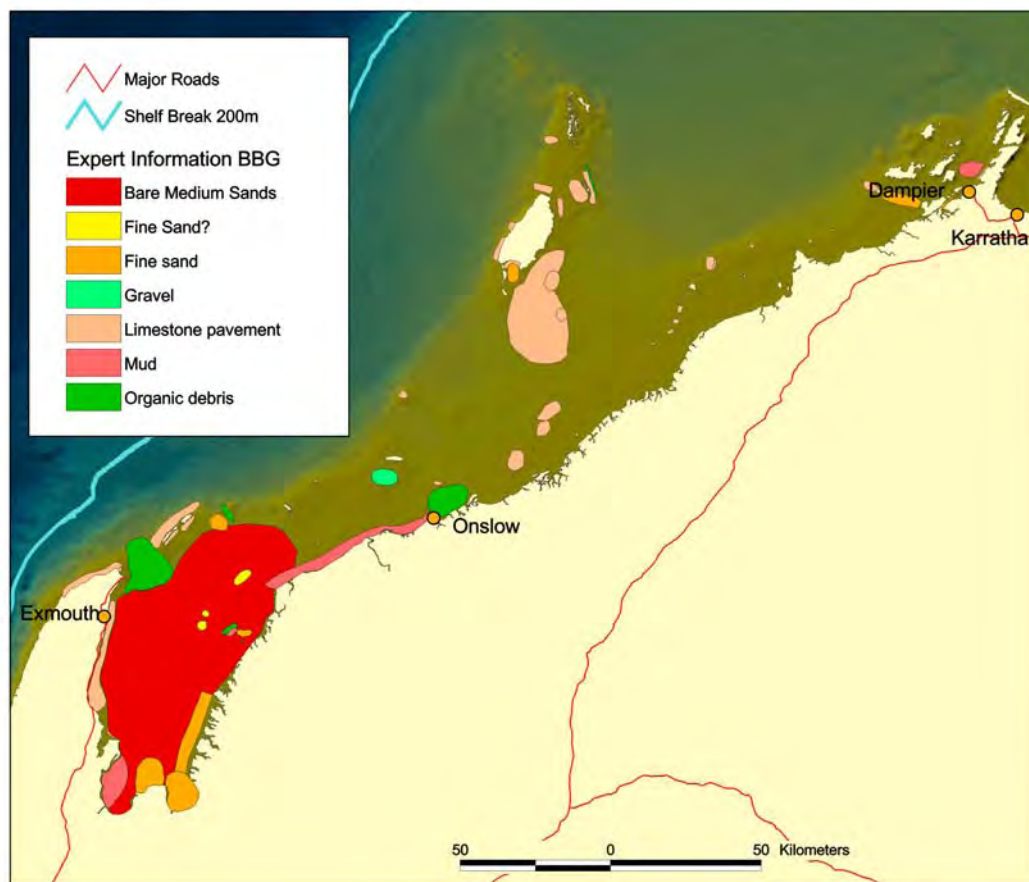 Major Roads
Shelf Break 200m
Expert Information BBG
Bare Medium Sands
Fine Sand?
Fine sand
Gravel
Limestone pavement
Mud
Organic debris
Dampier
Karratha
Onslow
Exmouth
50 0 50 Kilometers